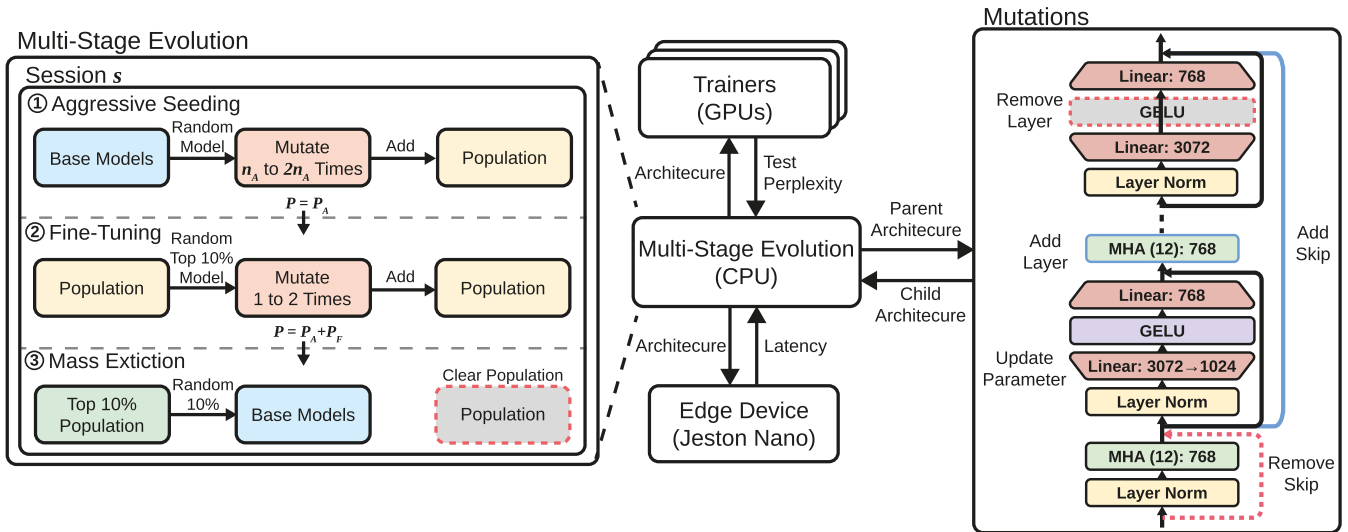 Multi-Stage Evolution
Session s
① Aggressive Seeding
Base Models
Random
Model
Mutate
n_A to 2n_A Times
Add
Population
P = P_A
② Fine-Tuning
Population
Random
Top 10%
Model
Mutate
1 to 2 Times
Add
Population
P = P_A+P_F
③ Mass Extiction
Top 10%
Population
Random
10%
Base Models
Clear Population
Population
Trainers
(GPUs)
Architecure
Test
Perplexity
Multi-Stage Evolution
(CPU)
Parent
Architecure
Child
Architecure
Architecure
Latency
Edge Device
(Jeston Nano)
Mutations
Linear: 768
Remove
Layer
GELU
Linear: 3072
Layer Norm
Add
Layer
MHA (12): 768
Add
Skip
Linear: 768
GELU
Update
Parameter
Linear: 3072→1024
Layer Norm
MHA (12): 768
Remove
Skip
Layer Norm